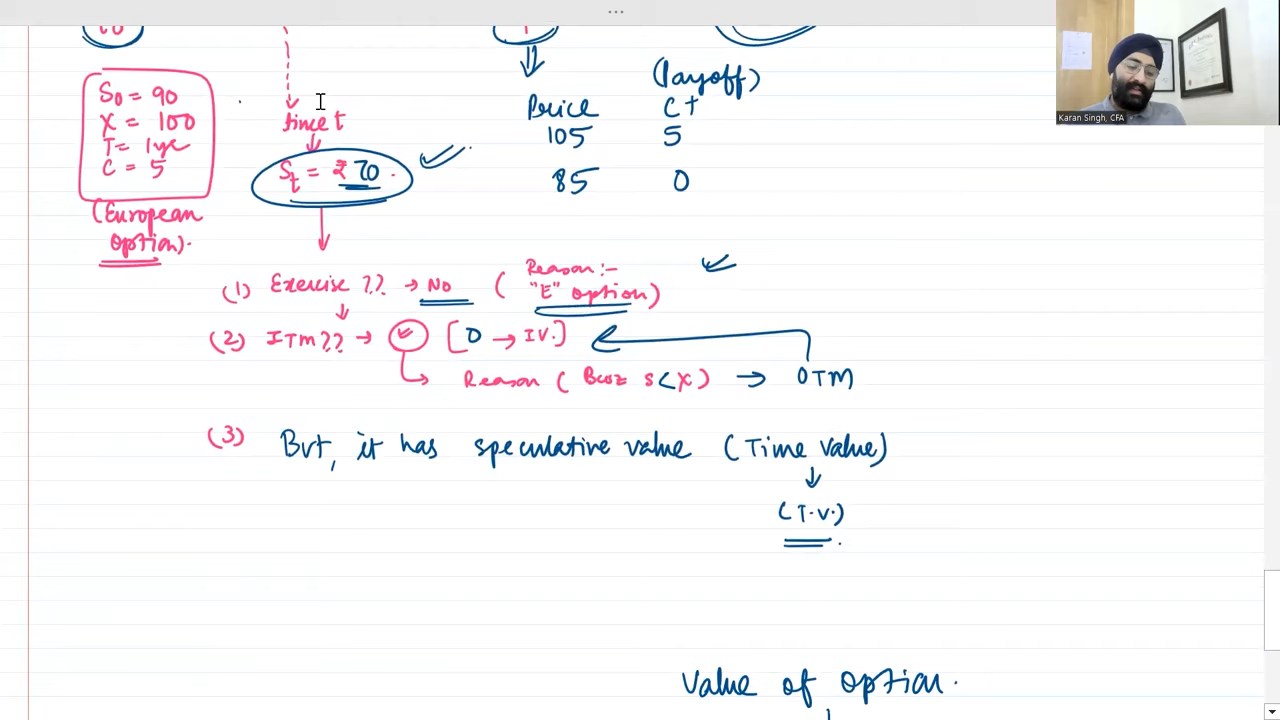 (Payoff)
Price C+
105 5
85 0
S0 = 90
X = 100
T = 1yr
C = 5
(European
Option).
time t
St = ₹70.
(1) Exercise ?? → No (Reason:-
"E" option)
(2) ITM?? → [0 → IV.]
Reason (Bcoz S<X) → OTM
(3) But, it has speculative value (Time value)
(T.V.)
Value of option.
Karan Singh, CFA